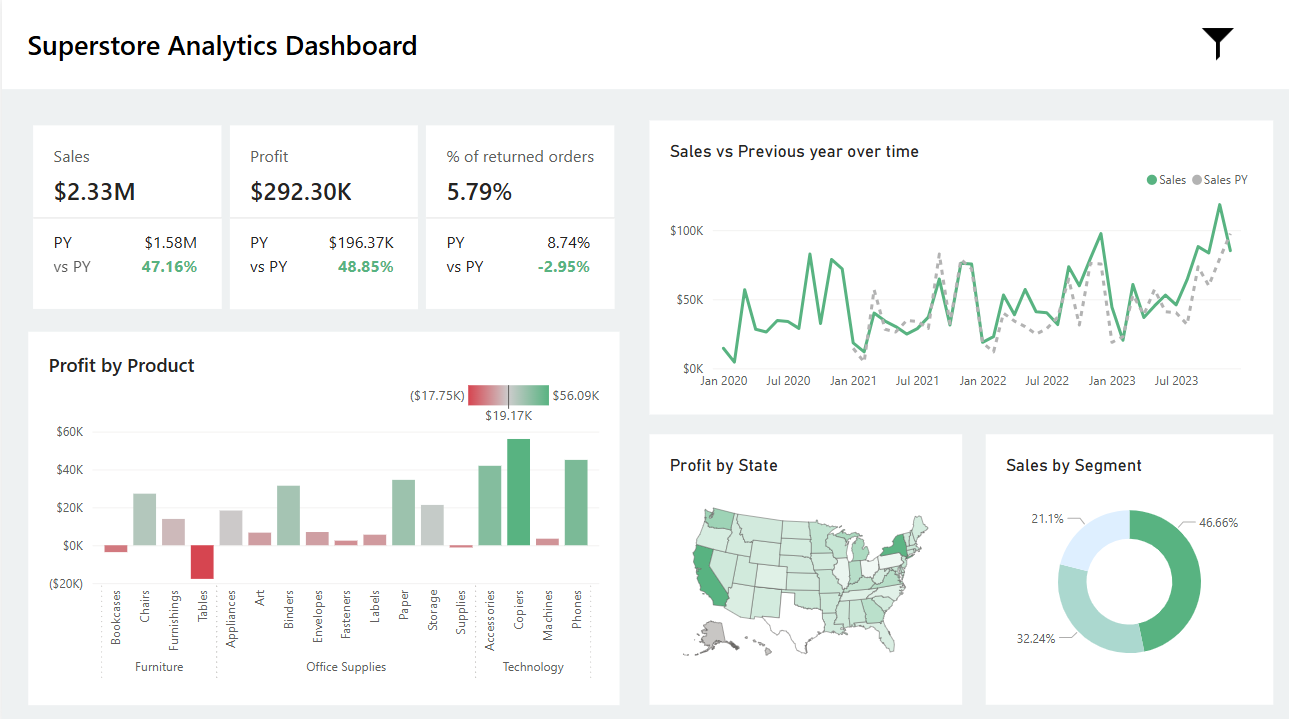 Superstore Analytics Dashboard
Sales
$2.33M
PY $1.58M
vs PY 47.16%
Profit
$292.30K
PY $196.37K
vs PY 48.85%
% of returned orders
5.79%
PY 8.74%
vs PY -2.95%
Sales vs Previous year over time
Sales Sales PY
$100K
$50K
$0K
Jan 2020 Jul 2020 Jan 2021 Jul 2021 Jan 2022 Jul 2022 Jan 2023 Jul 2023
Profit by Product
($17.75K) $56.09K
$19.17K
$60K
$40K
$20K
$0K
($20K)
Bookcases
Chairs
Furnishings
Tables
Appliances
Art
Binders
Envelopes
Fasteners
Labels
Paper
Storage
Supplies
Accessories
Copiers
Machines
Phones
Furniture Office Supplies Technology
Profit by State
Sales by Segment
21.1%
46.66%
32.24%